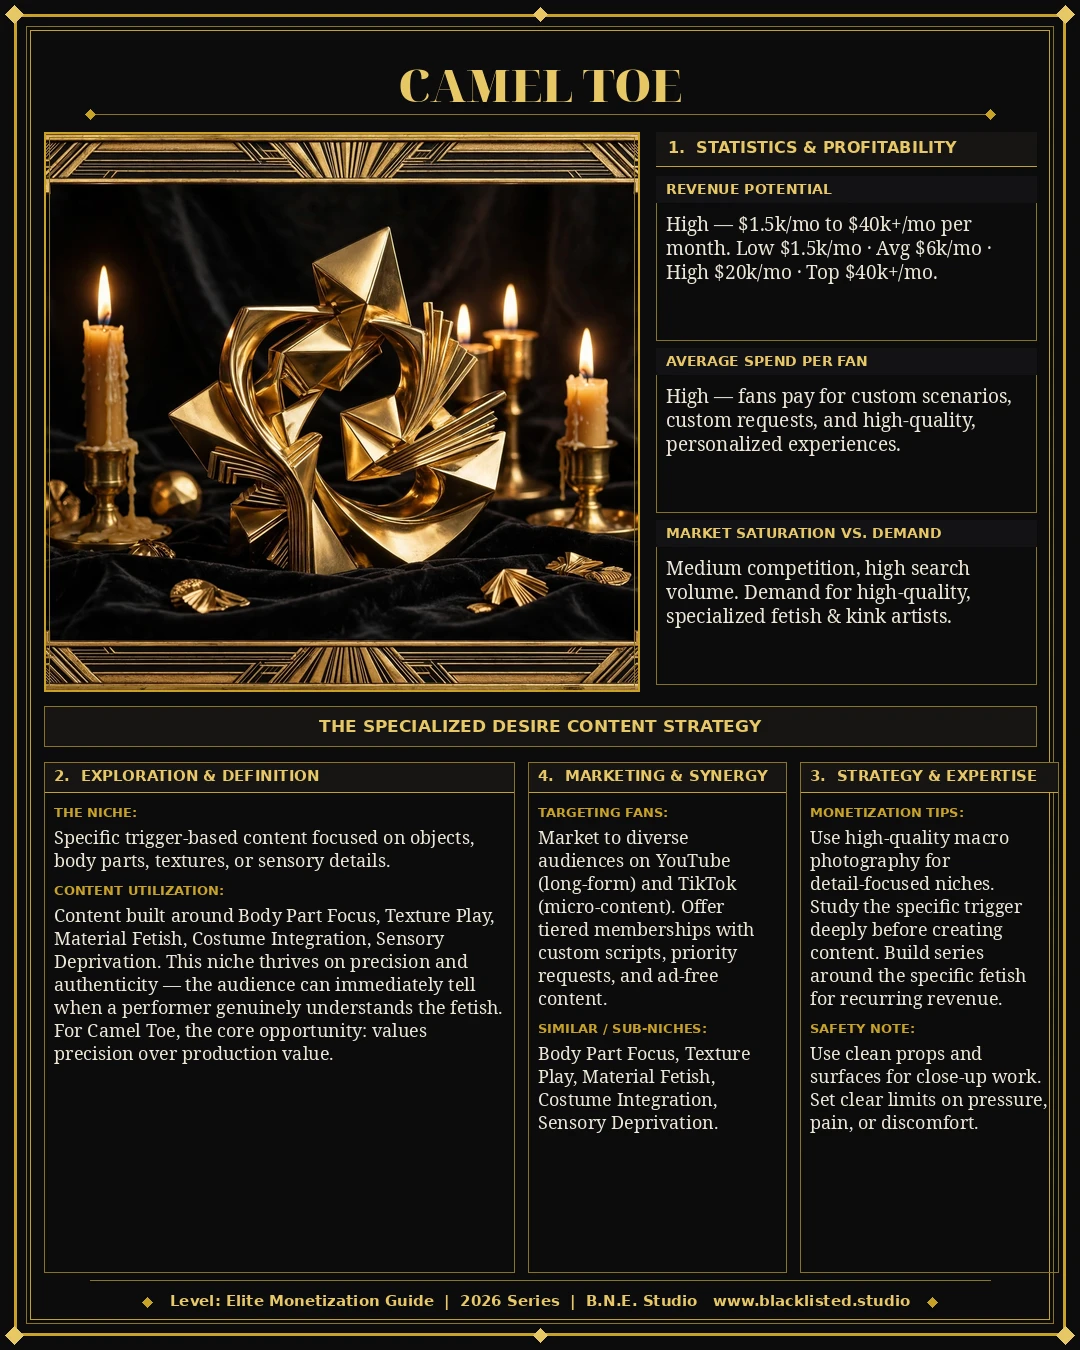 CAMEL TOE
1. STATISTICS & PROFITABILITY
REVENUE POTENTIAL
High — $1.5k/mo to $40k+/mo per
month. Low $1.5k/mo · Avg $6k/mo ·
High $20k/mo · Top $40k+/mo.
AVERAGE SPEND PER FAN
High — fans pay for custom scenarios,
custom requests, and high-quality,
personalized experiences.
MARKET SATURATION VS. DEMAND
Medium competition, high search
volume. Demand for high-quality,
specialized fetish & kink artists.
THE SPECIALIZED DESIRE CONTENT STRATEGY
2. EXPLORATION & DEFINITION
THE NICHE:
Specific trigger-based content focused on objects,
body parts, textures, or sensory details.
CONTENT UTILIZATION:
Content built around Body Part Focus, Texture Play,
Material Fetish, Costume Integration, Sensory
Deprivation. This niche thrives on precision and
authenticity — the audience can immediately tell
when a performer genuinely understands the fetish.
For Camel Toe, the core opportunity: values
precision over production value.
4. MARKETING & SYNERGY
TARGETING FANS:
Market to diverse
audiences on YouTube
(long-form) and TikTok
(micro-content). Offer
tiered memberships with
custom scripts, priority
requests, and ad-free
content.
SIMILAR / SUB-NICHES:
Body Part Focus, Texture
Play, Material Fetish,
Costume Integration,
Sensory Deprivation.
3. STRATEGY & EXPERTISE
MONETIZATION TIPS:
Use high-quality macro
photography for
detail-focused niches.
Study the specific trigger
deeply before creating
content. Build series
around the specific fetish
for recurring revenue.
SAFETY NOTE:
Use clean props and
surfaces for close-up work.
Set clear limits on pressure,
pain, or discomfort.
Level: Elite Monetization Guide | 2026 Series | B.N.E. Studio www.blacklisted.studio